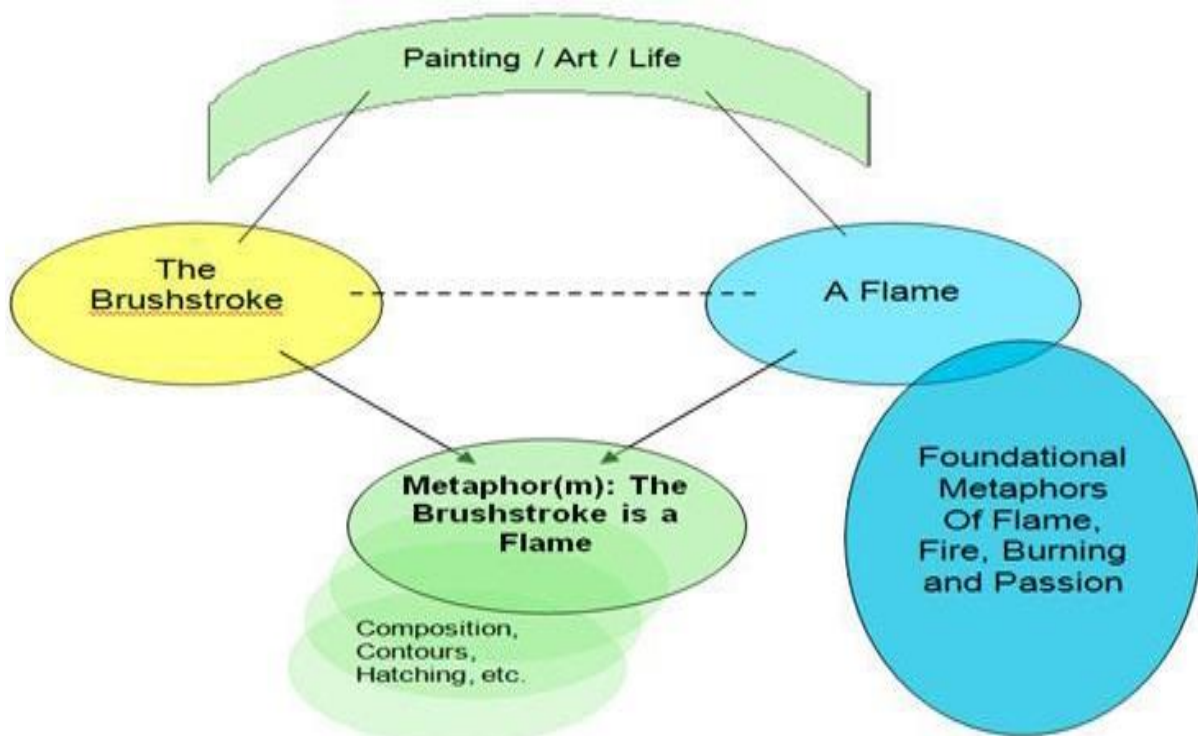 Painting / Art / Life
The
Brushstroke
A Flame
Metaphor(m): The
Brushstroke is a
Flame
Foundational
Metaphors
Of Flame,
Fire, Burning
and Passion
Composition,
Contours,
Hatching, etc.